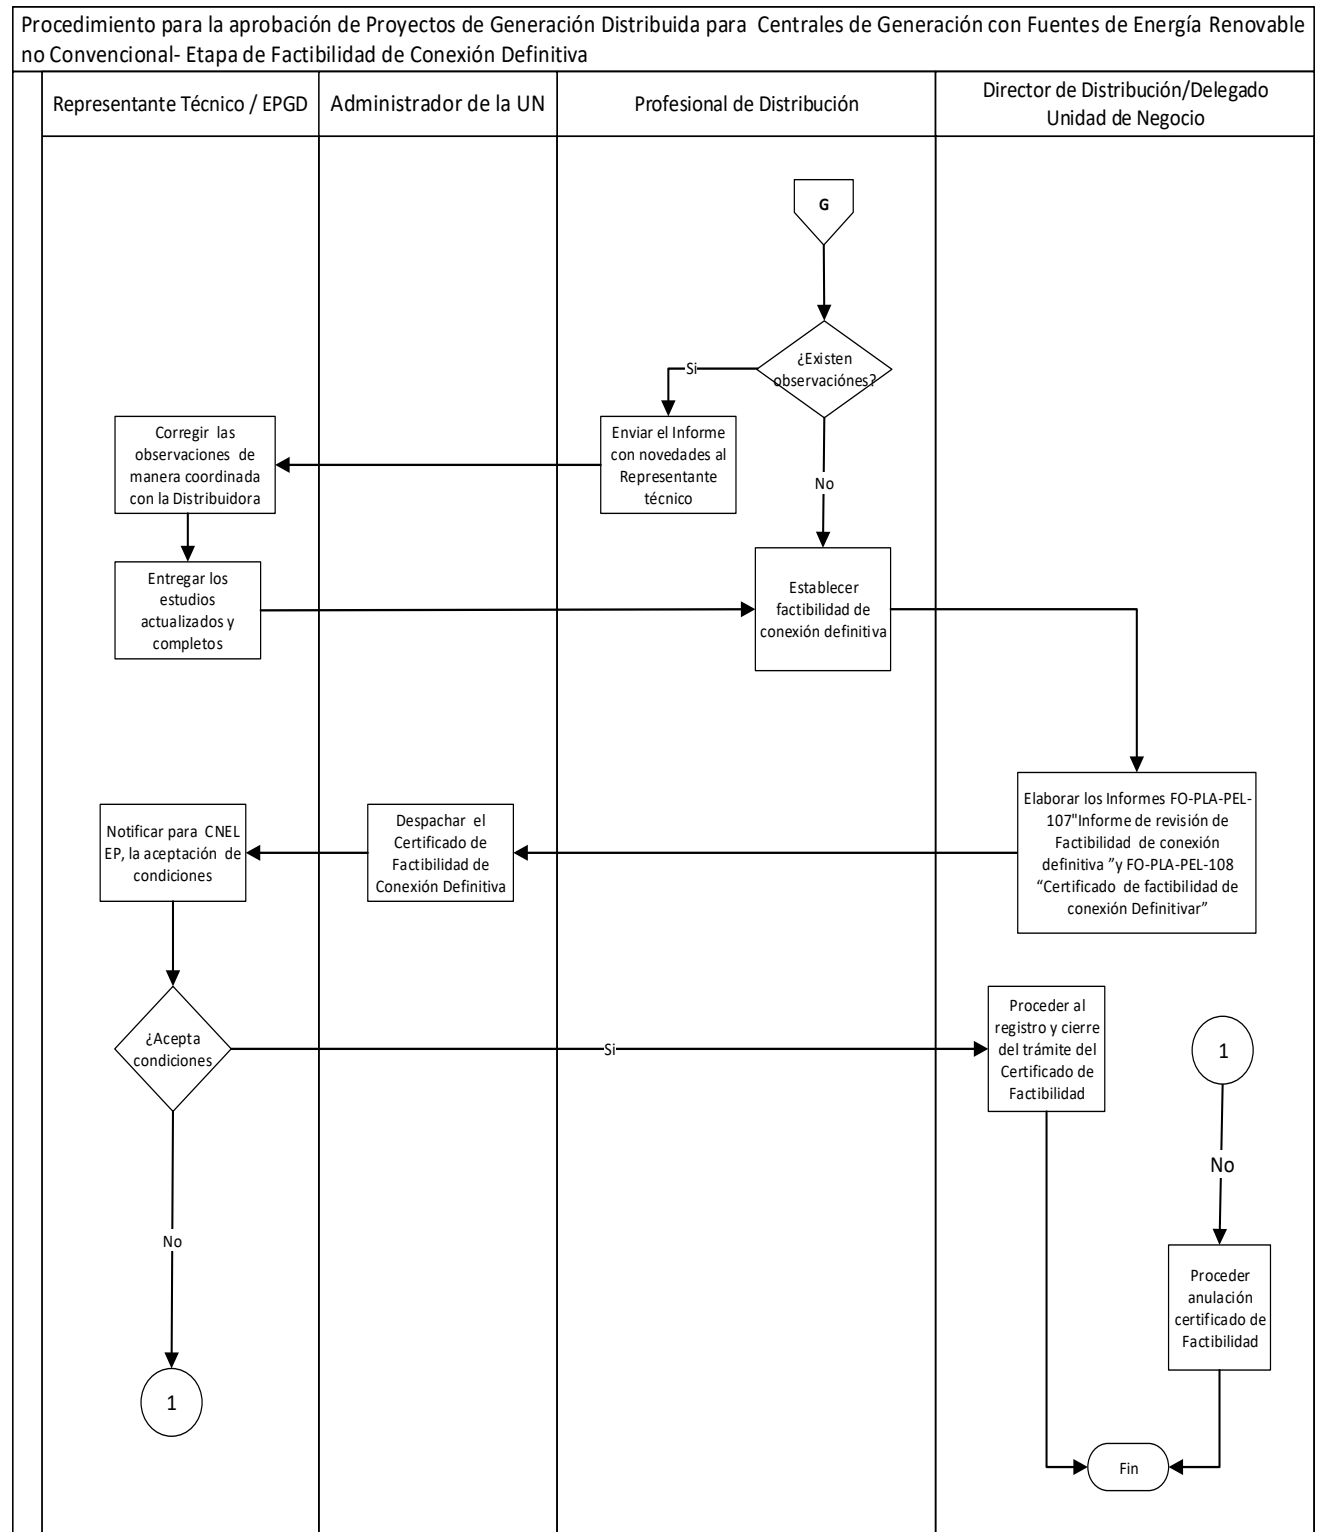 Procedimiento para la aprobación de Proyectos de Generación Distribuida para Centrales de Generación con Fuentes de Energía Renovable
no Convencional- Etapa de Factibilidad de Conexión Definitiva
Representante Técnico / EPGD
Administrador de la UN
Profesional de Distribución
Director de Distribución/Delegado
Unidad de Negocio
G
¿Existen
observaciónes?
Si
No
Enviar el Informe
con novedades al
Representante
técnico
Corregir las
observaciones de
manera coordinada
con la Distribuidora
Entregar los
estudios
actualizados y
completos
Establecer
factibilidad de
conexión definitiva
Elaborar los Informes FO-PLA-PEL-
107"Informe de revisión de
Factibilidad de conexión
definitiva ”y FO-PLA-PEL-108
“Certificado de factibilidad de
conexión Definitivar”
Despachar el
Certificado de
Factibilidad de
Conexión Definitiva
Notificar para CNEL
EP, la aceptación de
condiciones
¿Acepta
condiciones
Si
Proceder al
registro y cierre
del trámite del
Certificado de
Factibilidad
1
No
No
Proceder
anulación
certificado de
Factibilidad
1
Fin